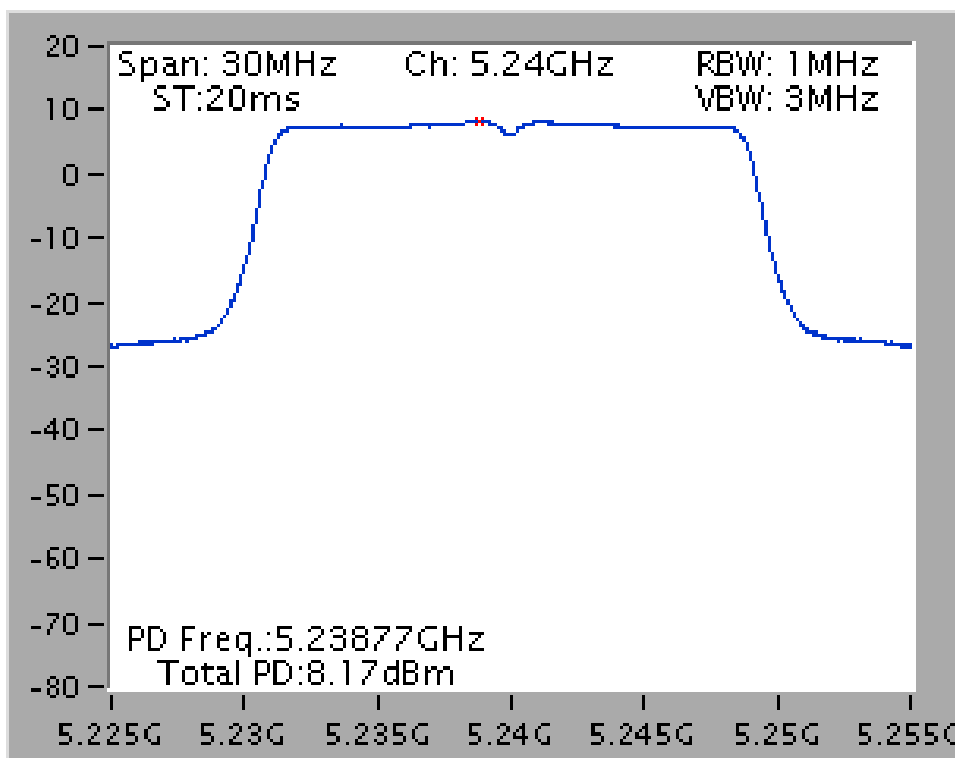 20
Span: 30MHz Ch: 5.24GHz RBW: 1MHz
ST:20ms VBW: 3MHz
10
0
-10
-20
-30
-40
-50
-60
-70
PD Freq.:5.23877GHz
Total PD:8.17dBm
-80
5.225G 5.23G 5.235G 5.24G 5.245G 5.25G 5.255G